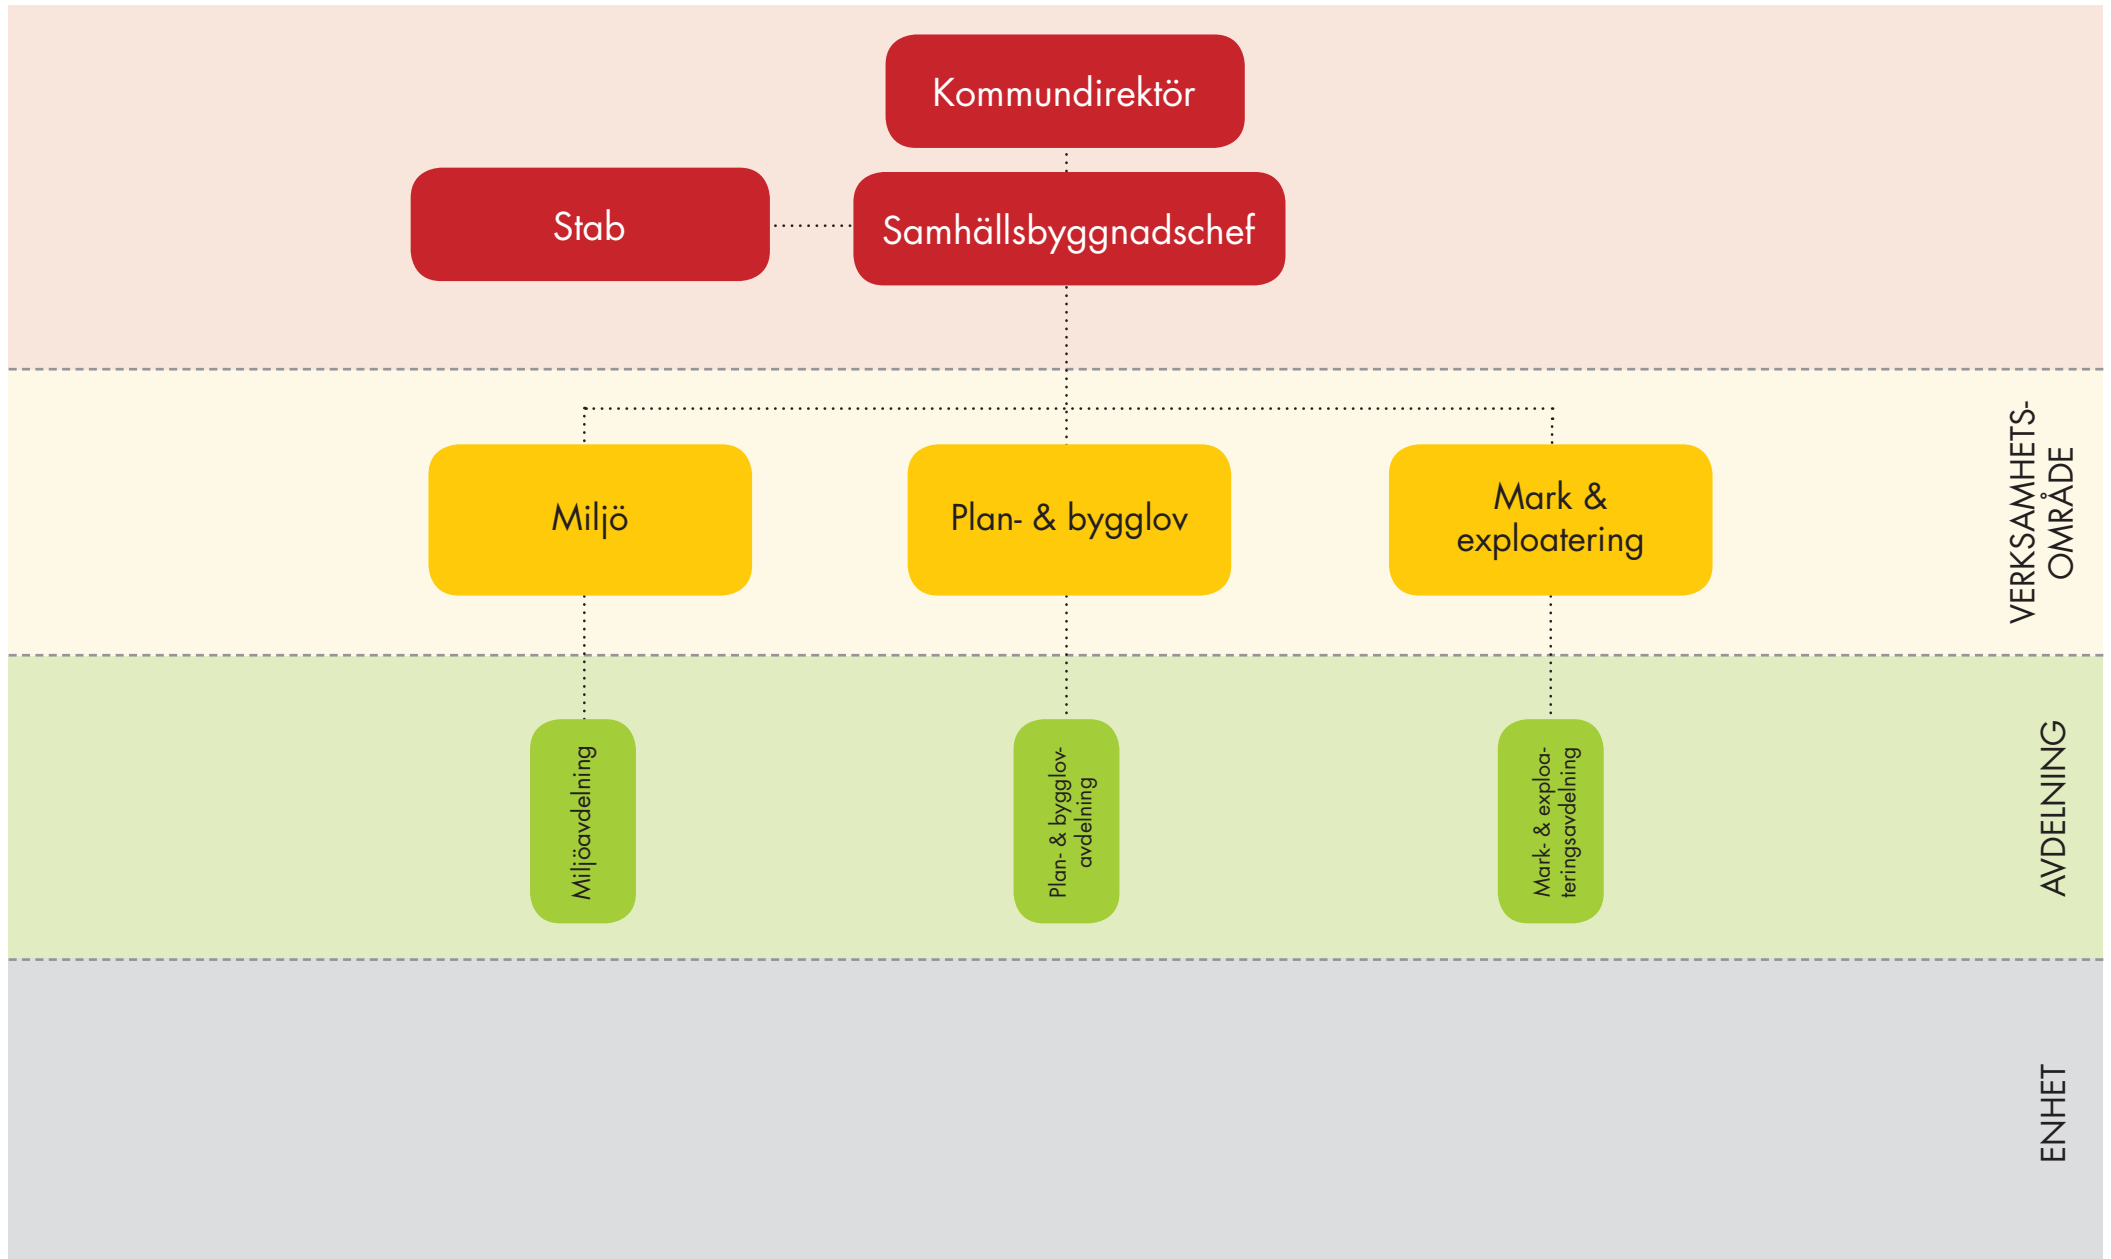 Kommundirektör
Stab
Samhällsbyggnadschef
VERKSAMHETS-
OMRÅDE
Miljö
Plan- & bygglov
Mark &
exploatering
AVDELNING
Miljöavdelning
Plan- & bygglov-
avdelning
Mark- & exploa-
teringsavdelning
ENHET